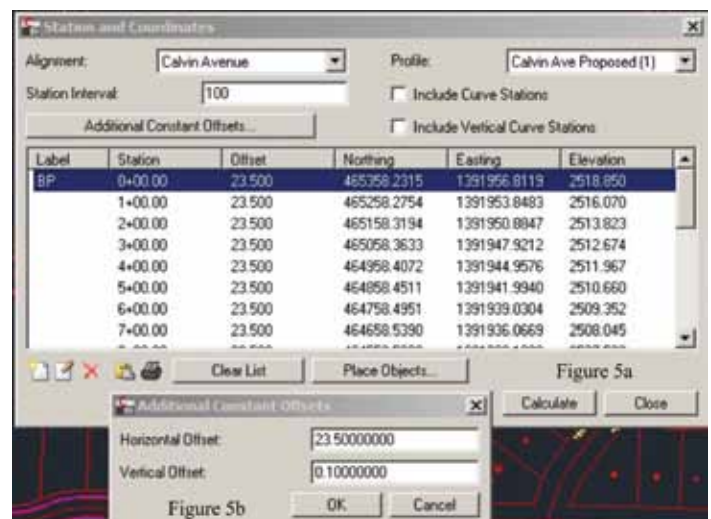 Station and Coordinates
Alignment: Calvin Avenue Profile: Calvin Ave Proposed (1)
Station Interval: 100 Include Curve Stations
Additional Constant Offsets... Include Vertical Curve Stations
Label Station Offset Northing Easting Elevation
BP 0+00.00 23.500 465358.2315 1391956.8119 2518.850
1+00.00 23.500 465258.2754 1391953.8483 2516.070
2+00.00 23.500 465158.3194 1391950.8847 2513.823
3+00.00 23.500 465058.3633 1391947.9212 2512.674
4+00.00 23.500 464958.4072 1391944.9576 2511.967
5+00.00 23.500 464858.4511 1391941.9940 2510.660
6+00.00 23.500 464758.4951 1391939.0304 2509.352
7+00.00 23.500 464658.5390 1391936.0669 2508.045
Clear List Place Objects... Figure 5a
Calculate Close
Additional Constant Offsets
Horizontal Offset: 23.50000000
Vertical Offset: 0.10000000
Figure 5b OK Cancel